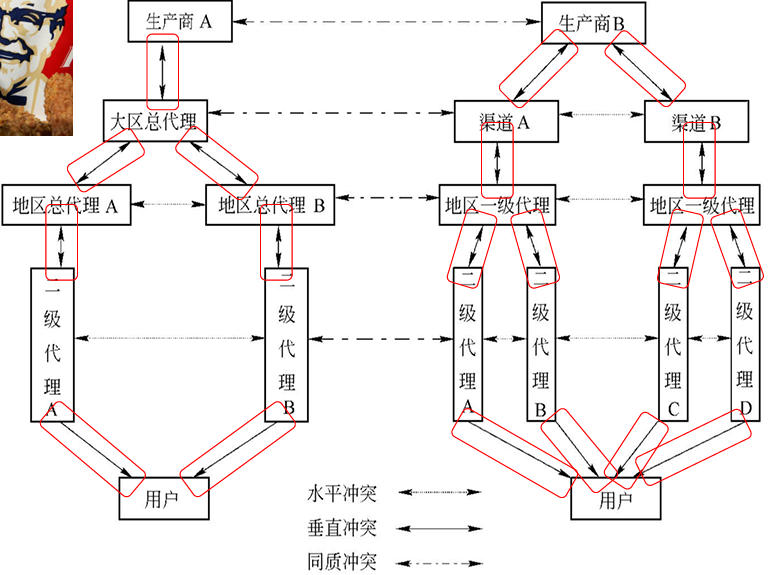 生产商 A
生产商B
大区总代理
渠道A
渠道B
地区总代理 A
地区总代理 B
地区一级代理
地区一级代理
二级代理A
二级代理B
二级代理A
二级代理B
二级代理C
二级代理D
用户
用户
水平冲突
垂直冲突
同质冲突